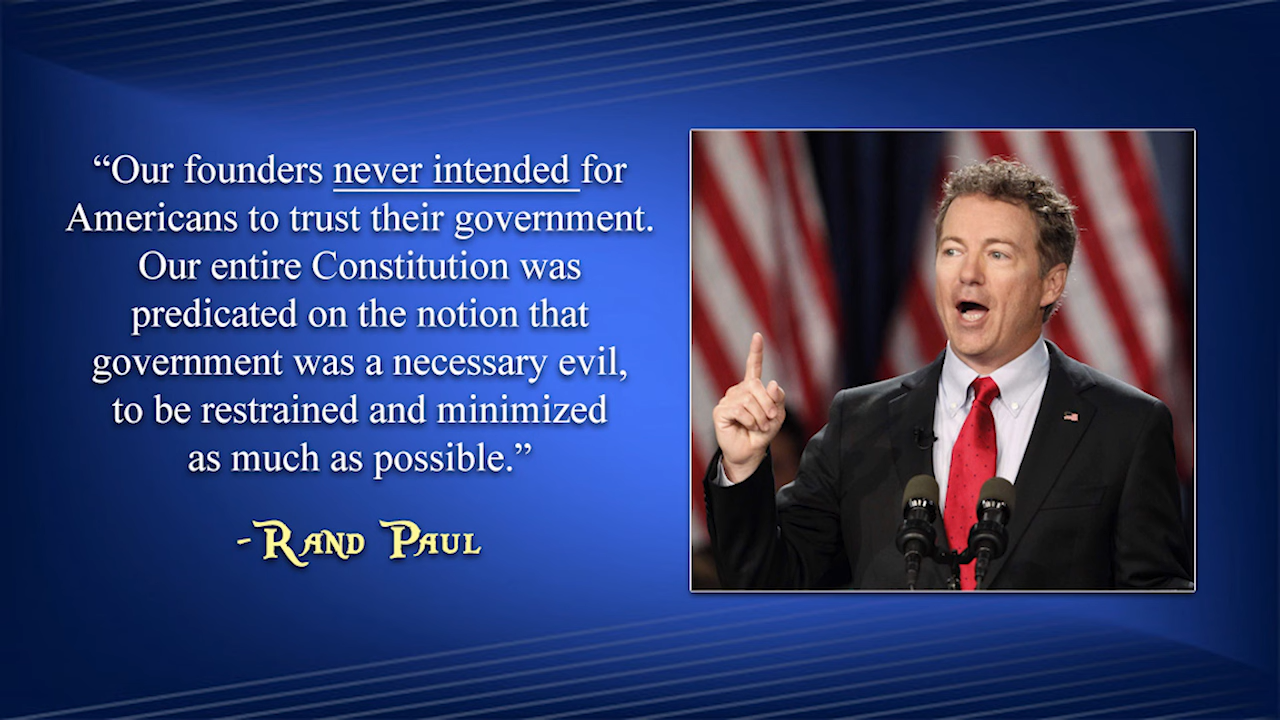 “Our founders never intended for
Americans to trust their government.
Our entire Constitution was
predicated on the notion that
government was a necessary evil,
to be restrained and minimized
as much as possible.”
- Rand Paul